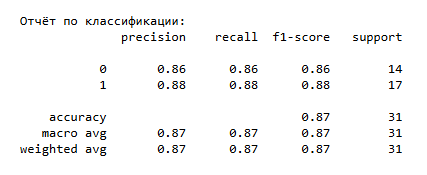 Отчёт по классификации:
precision recall f1-score support
0 0.86 0.86 0.86 14
1 0.88 0.88 0.88 17
accuracy 0.87 31
macro avg 0.87 0.87 0.87 31
weighted avg 0.87 0.87 0.87 31